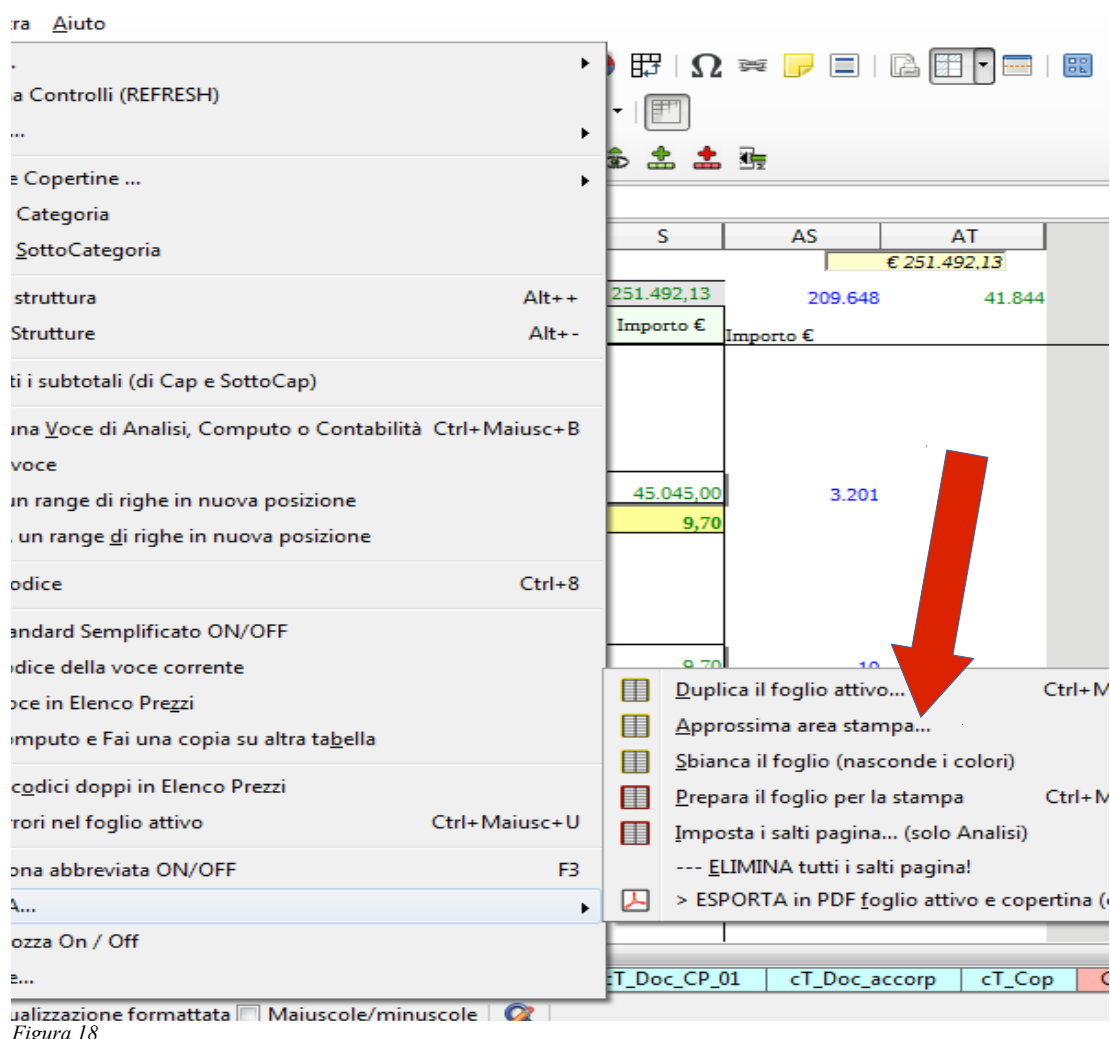 tra Aiuto
a Controlli (REFRESH)
...
e Copertine ...
Categoria
SottoCategoria
struttura Alt++
Strutture Alt+-
ti i subtotali (di Cap e SottoCap)
una Voce di Analisi, Computo o Contabilità Ctrl+Maiusc+B
voce
un range di righe in nuova posizione
un range di righe in nuova posizione
odice Ctrl+8
andard Semplificato ON/OFF
dice della voce corrente
oce in Elenco Prezzi
omputo e Fai una copia su altra tabella
codici doppi in Elenco Prezzi
rrori nel foglio attivo Ctrl+Maiusc+U
ona abbreviata ON/OFF F3
A...
ozza On / Off
e...
S AS AT
€ 251.492,13
251.492,13 209.648 41.844
Importo € Importo €
45.045,00 3.201
9,70
9,70 10
Duplica il foglio attivo... Ctrl+M
Approssima area stampa...
Sbianca il foglio (nasconde i colori)
Prepara il foglio per la stampa Ctrl+M
Imposta i salti pagina... (solo Analisi)
--- ELIMINA tutti i salti pagina!
> ESPORTA in PDF foglio attivo e copertina (
cT_Doc_CP_01 cT_Doc_accorp cT_Cop C
ualizzazione formattata Maiuscole/minuscole
Figura 18